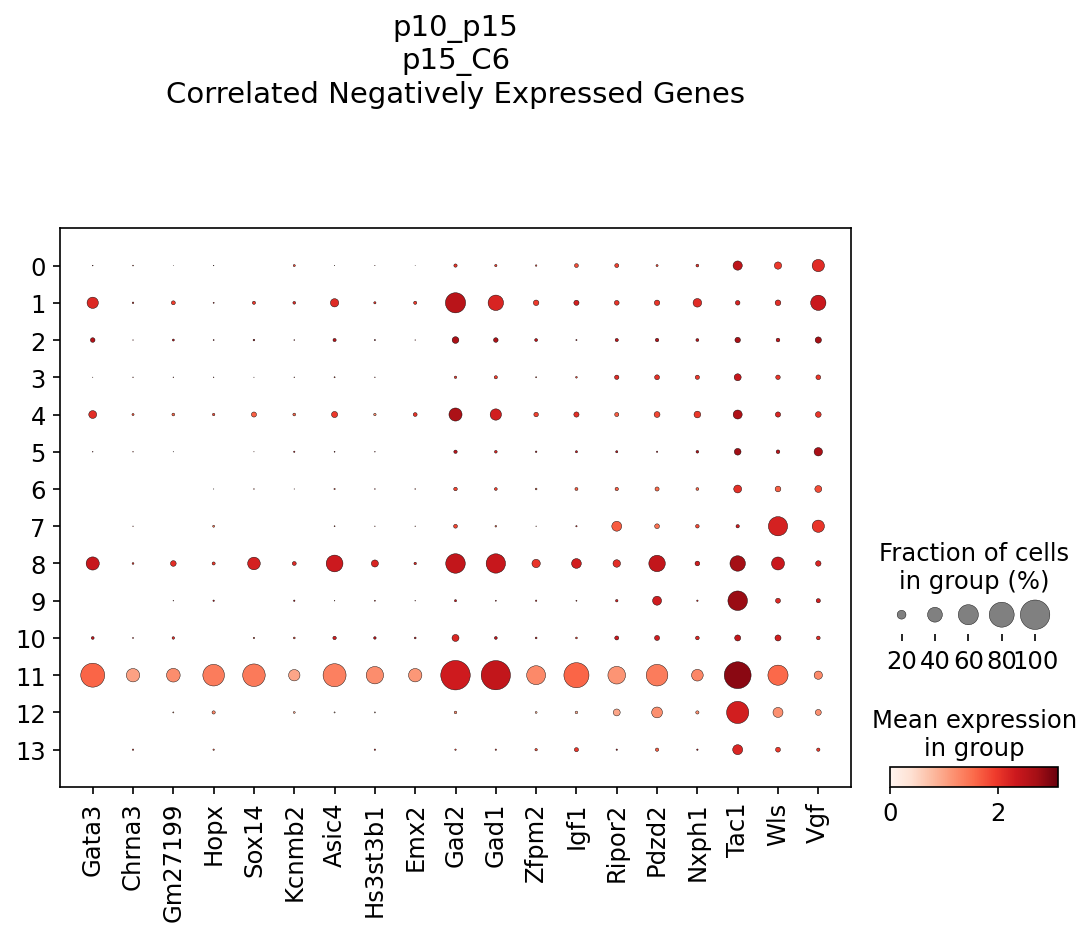 p10_p15
p15_C6
Correlated Negatively Expressed Genes
0
1
2
3
4
5
6
7
8
9
10
11
12
13
Gata3
Chrna3
Gm27199
Hopx
Sox14
Kcnmb2
Asic4
Hs3st3b1
Emx2
Gad2
Gad1
Zfpm2
Igf1
Ripor2
Pdzd2
Nxph1
Tac1
Wls
Vgf
Fraction of cells
in group (%)
20 40 60 80 100
Mean expression
in group
0 2